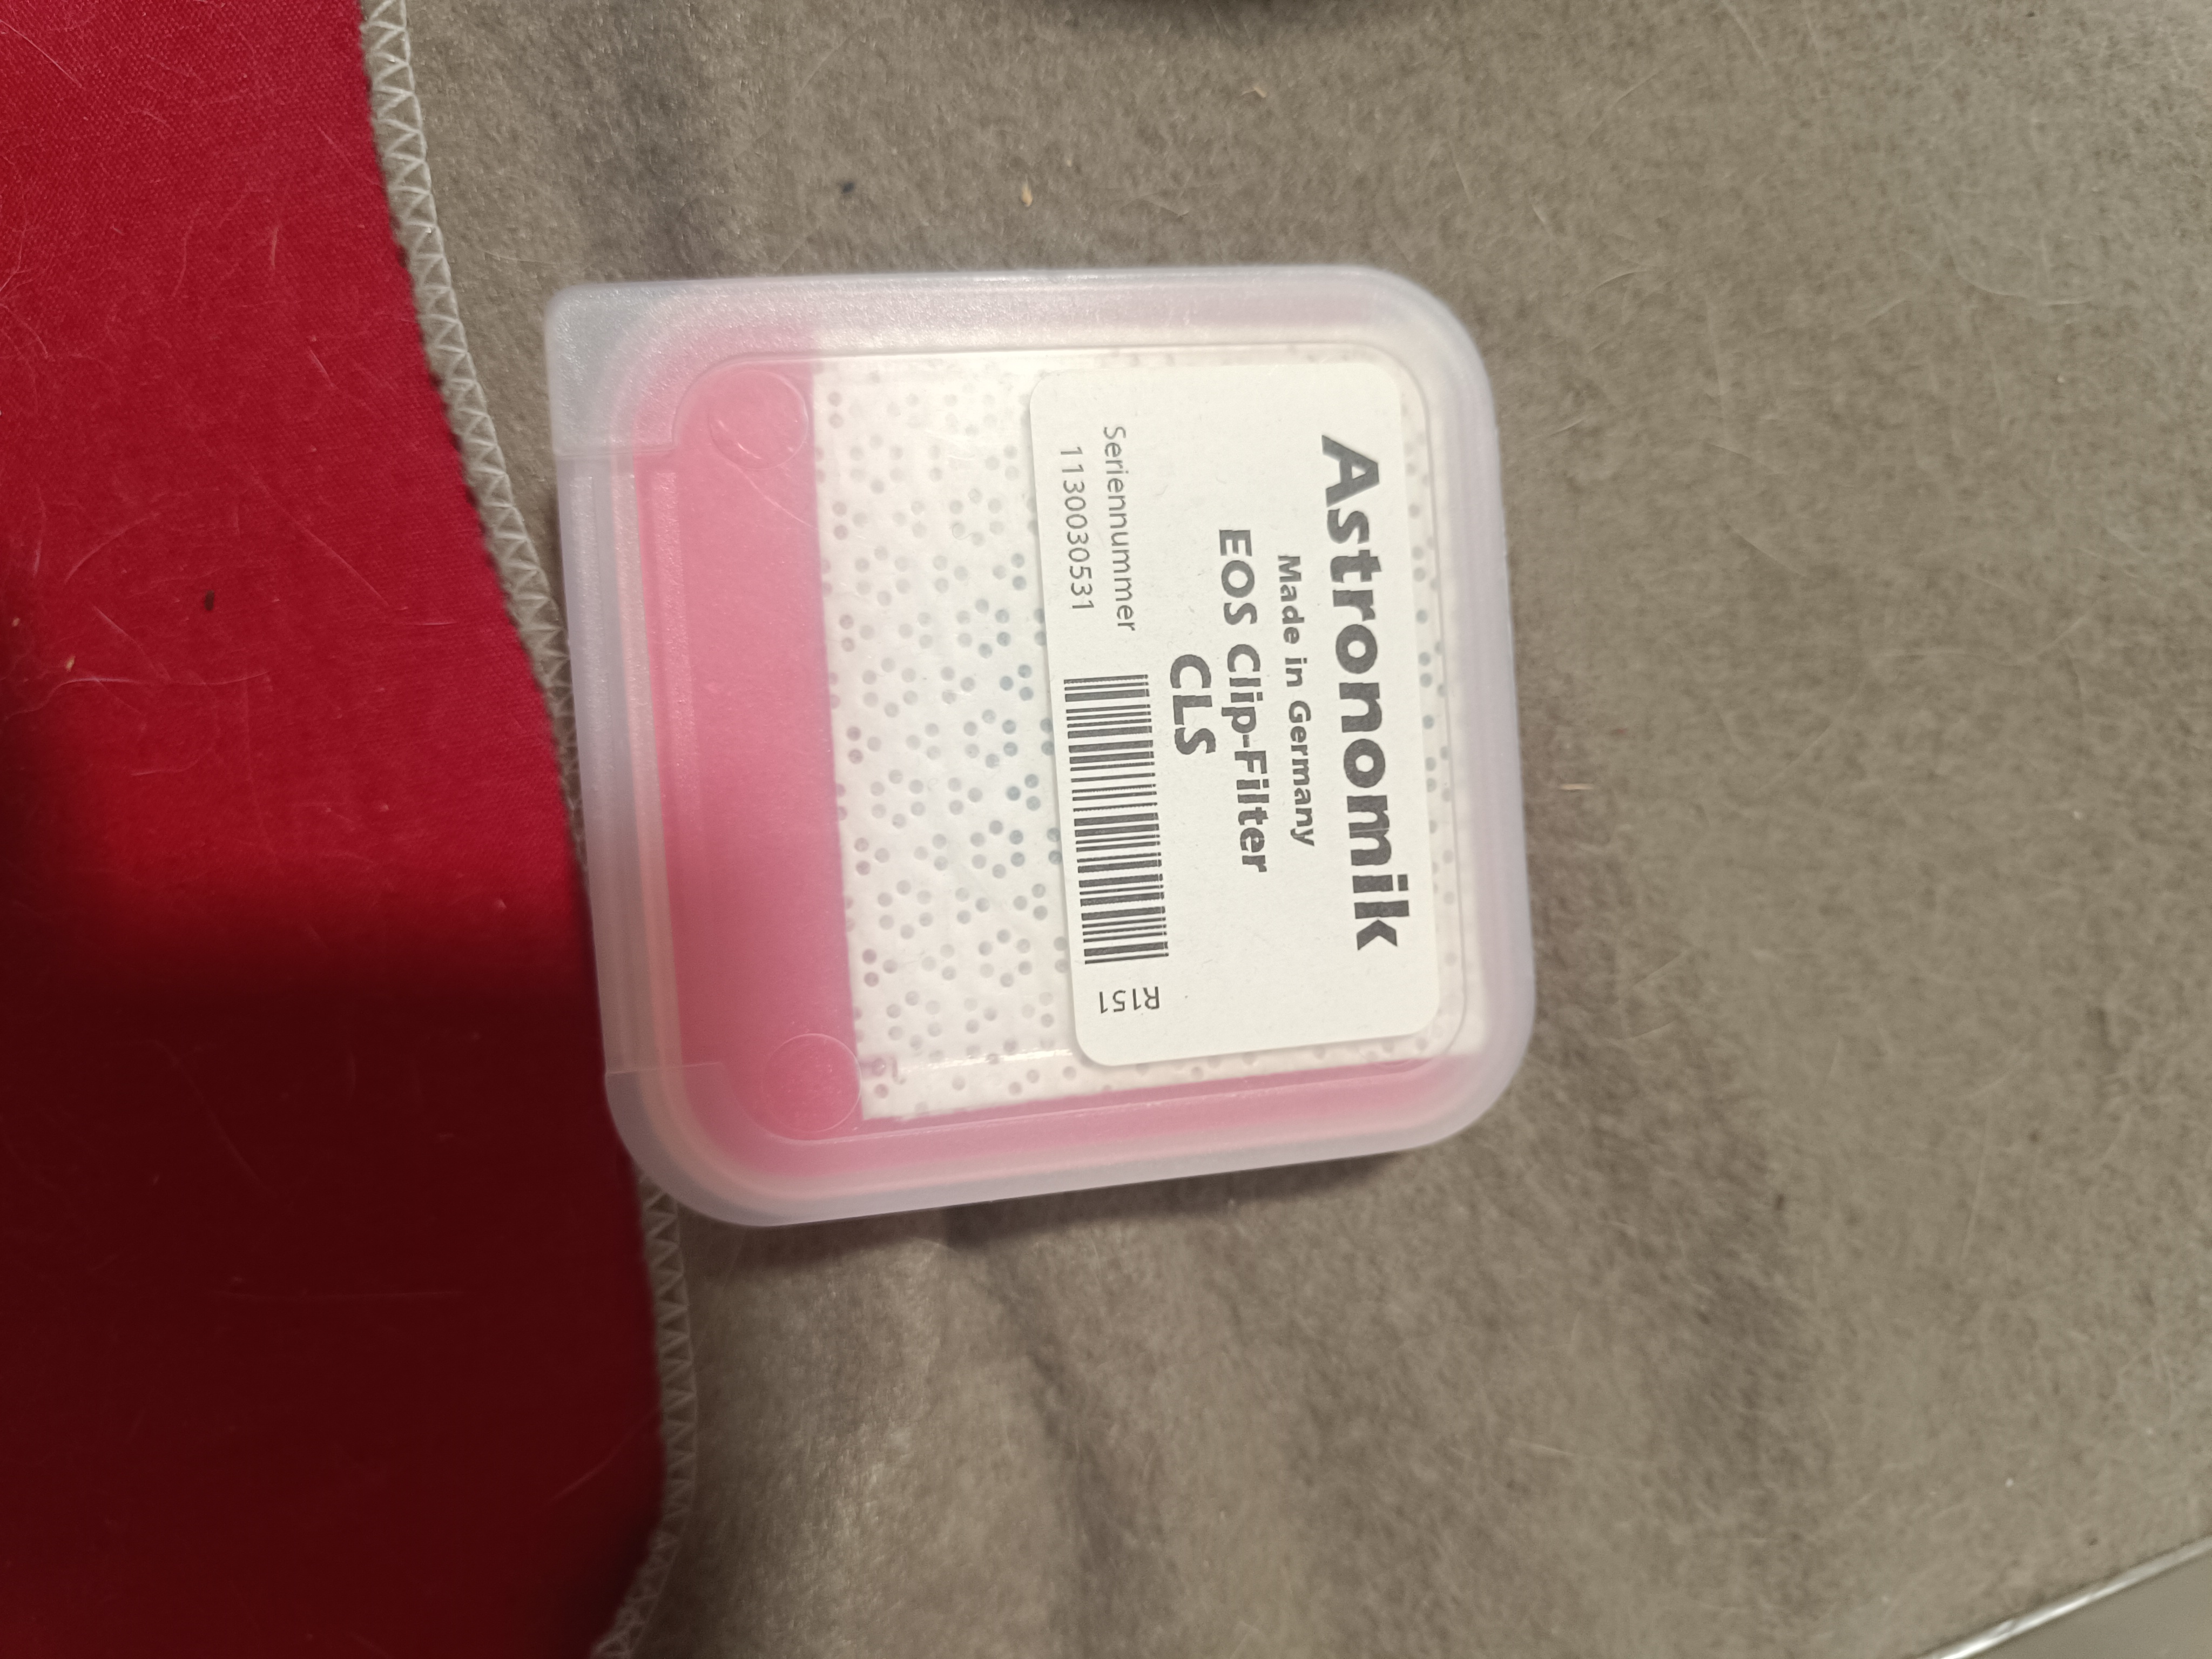 Astronomik
Made in Germany
EOS Clip-Filter
CLS
Seriennummer
1130030531
R151